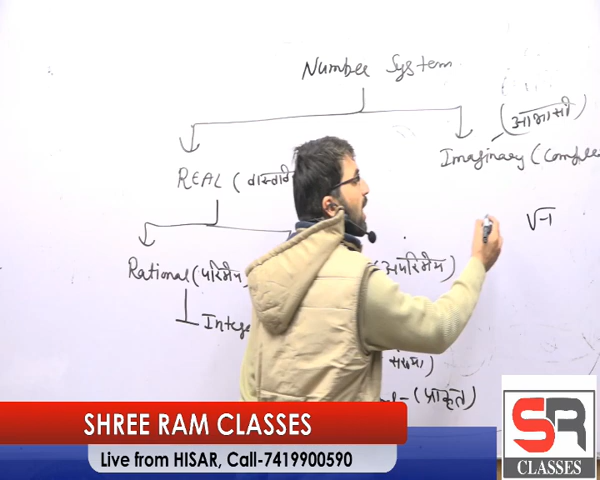 Number System
(आभासी)
Imaginary (Comple
REAL (वास्तवि
√-1
Rational (परिमेय
(अपरिमेय)
Intege
संख्या)
(प्राकृत)
SHREE RAM CLASSES
Live from HISAR, Call-7419900590
SR
CLASSES